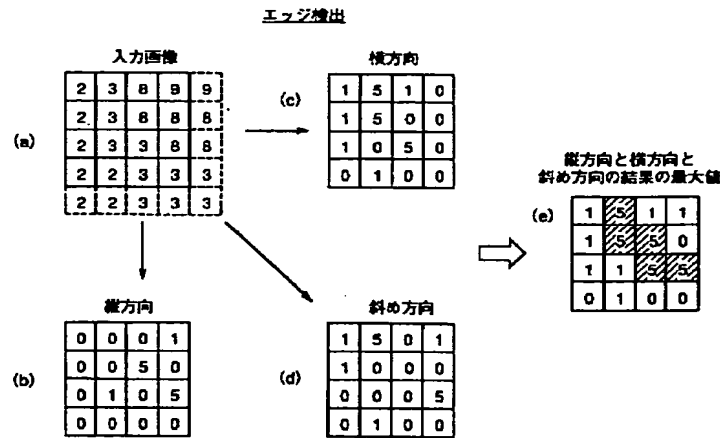 エッジ検出
入力画像
(a)
2 3 8 9 9
2 3 8 8 8
2 3 3 8 8
2 2 3 3 3
2 2 3 3 3
横方向
(c)
1 5 1 0
1 5 0 0
1 0 5 0
0 1 0 0
縦方向
(b)
0 0 0 1
0 0 5 0
0 1 0 5
0 0 0 0
斜め方向
(d)
1 5 0 1
1 0 0 0
0 0 0 5
0 1 0 0
縦方向と横方向と
斜め方向の結果の最大値
(e)
1 5 1 1
1 5 5 0
1 1 5 5
0 1 0 0